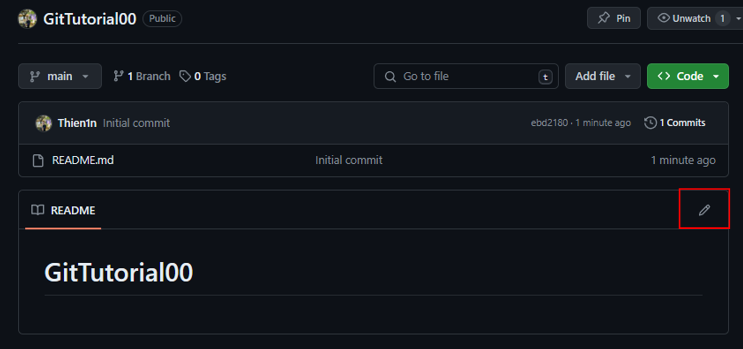 GitTutorial00 Public Pin Unwatch 1
main 1 Branch 0 Tags Go to file t Add file Code
Thien1n Initial commit ebd2180 · 1 minute ago 1 Commits
README.md Initial commit 1 minute ago
README
GitTutorial00